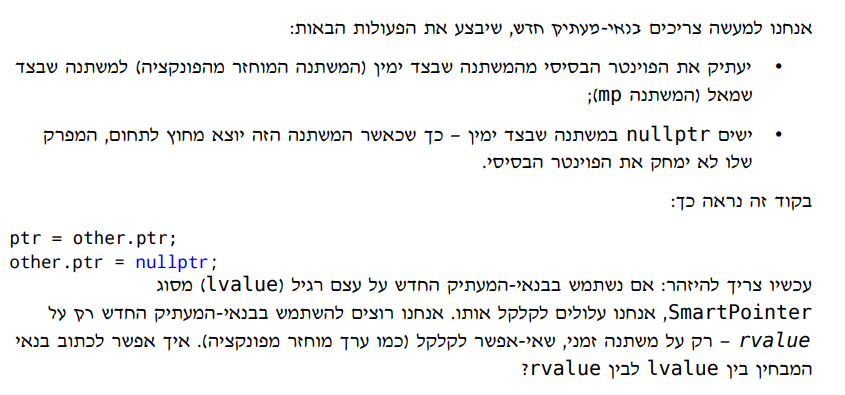 אנחנו למעשה צריכים בנאי-מעתיק חדש, שיבצע את הפעולות הבאות:
• יעתיק את הפוינטר הבסיסי מהמשתנה שבצד ימין (המשתנה המוחזר מהפונקציה) למשתנה שבצד
שמאל (המשתנה mp);
• ישים nullptr במשתנה שבצד ימין – כך שכאשר המשתנה הזה יוצא מחוץ לתחום, המפרק
שלו לא ימחק את הפוינטר הבסיסי.
בקוד זה נראה כך:
ptr = other.ptr;
other.ptr = nullptr;
עכשיו צריך להיזהר: אם נשתמש בבנאי-המעתיק החדש על עצם רגיל (lvalue) מסוג
SmartPointer, אנחנו עלולים לקלקל אותו. אנחנו רוצים להשתמש בבנאי-המעתיק החדש רק על
rvalue – רק על משתנה זמני, שאי-אפשר לקלקל (כמו ערך מוחזר מפונקציה). איך אפשר לכתוב בנאי
המבחין בין lvalue לבין rvalue?